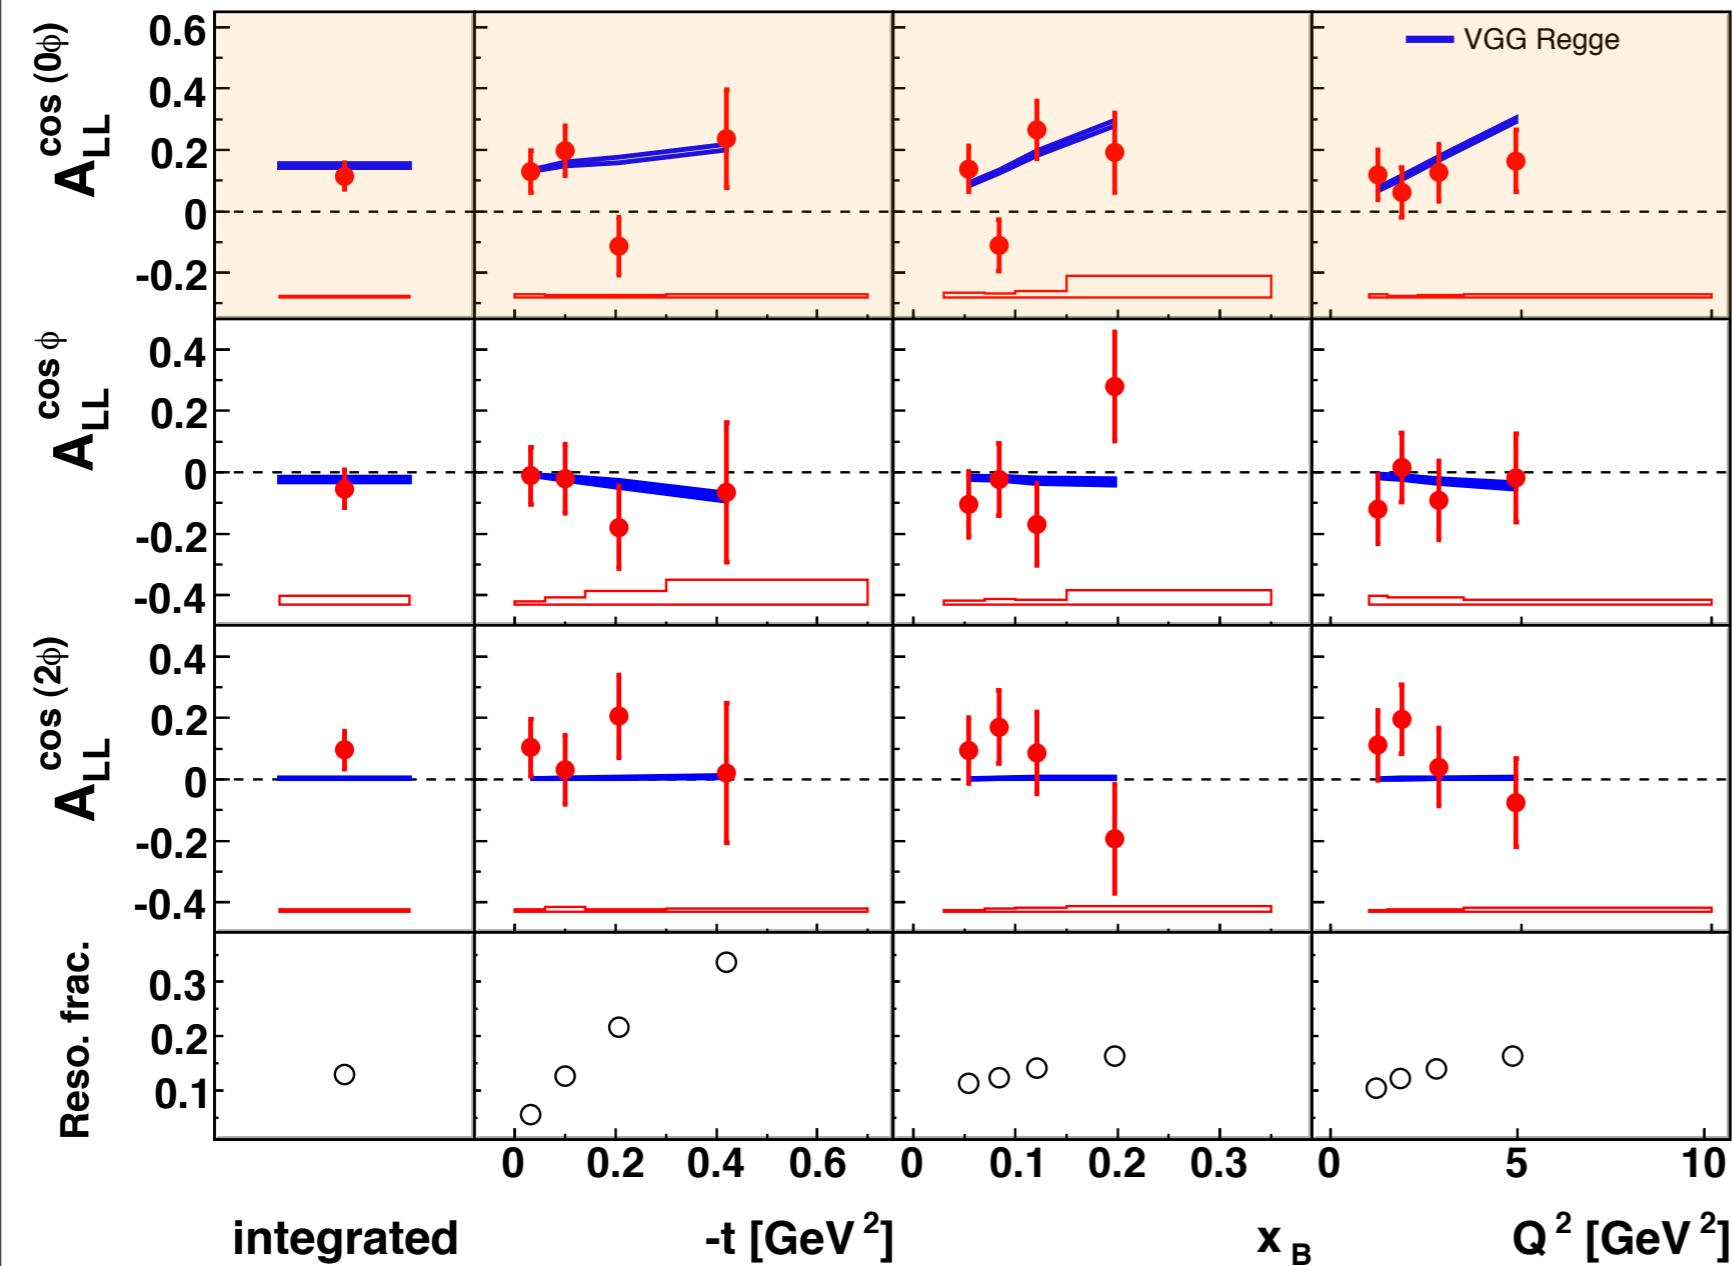 A_LL^cos (0φ)
0.6
0.4
0.2
0
-0.2
VGG Regge
A_LL^cos φ
0.4
0.2
0
-0.2
-0.4
A_LL^cos (2φ)
0.4
0.2
0
-0.2
-0.4
Reso. frac.
0.3
0.2
0.1
0 0.2 0.4 0.6 0 0.1 0.2 0.3 0 5 10
integrated -t [GeV²] x_B Q² [GeV²]